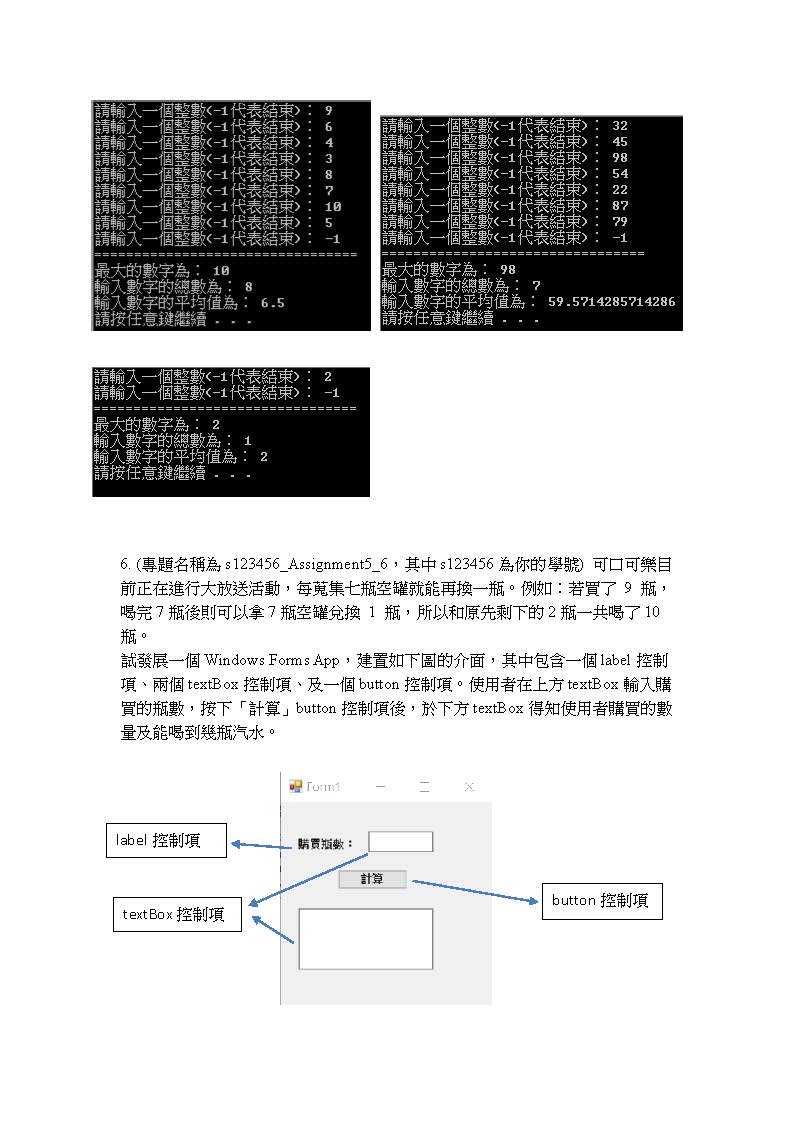 請輸入一個整數(-1代表結束)： 9
請輸入一個整數(-1代表結束)： 6
請輸入一個整數(-1代表結束)： 4
請輸入一個整數(-1代表結束)： 3
請輸入一個整數(-1代表結束)： 8
請輸入一個整數(-1代表結束)： 7
請輸入一個整數(-1代表結束)： 10
請輸入一個整數(-1代表結束)： 5
請輸入一個整數(-1代表結束)： -1
=================================
最大的數字為： 10
輸入數字的總數為： 8
輸入數字的平均值為： 6.5
請按任意鍵繼續 . . .
請輸入一個整數(-1代表結束)： 32
請輸入一個整數(-1代表結束)： 45
請輸入一個整數(-1代表結束)： 98
請輸入一個整數(-1代表結束)： 54
請輸入一個整數(-1代表結束)： 22
請輸入一個整數(-1代表結束)： 87
請輸入一個整數(-1代表結束)： 79
請輸入一個整數(-1代表結束)： -1
=================================
最大的數字為： 98
輸入數字的總數為： 7
輸入數字的平均值為： 59.5714285714286
請按任意鍵繼續 . . .
請輸入一個整數(-1代表結束)： 2
請輸入一個整數(-1代表結束)： -1
=================================
最大的數字為： 2
輸入數字的總數為： 1
輸入數字的平均值為： 2
請按任意鍵繼續 . . .
6. (專題名稱為 s123456_Assignment5_6，其中 s123456 為你的學號) 可口可樂目
前正在進行大放送活動，每蒐集七瓶空罐就能再換一瓶。例如：若買了 9 瓶，
喝完 7 瓶後則可以拿 7 瓶空罐兌換 1 瓶，所以和原先剩下的 2 瓶一共喝了 10
瓶。
試發展一個 Windows Forms App，建置如下圖的介面，其中包含一個 label 控制
項、兩個 textBox 控制項、及一個 button 控制項。使用者在上方 textBox 輸入購
買的瓶數，按下「計算」button 控制項後，於下方 textBox 得知使用者購買的數
量及能喝到幾瓶汽水。
Form1
label 控制項
購買瓶數：
計算
textBox 控制項
button 控制項